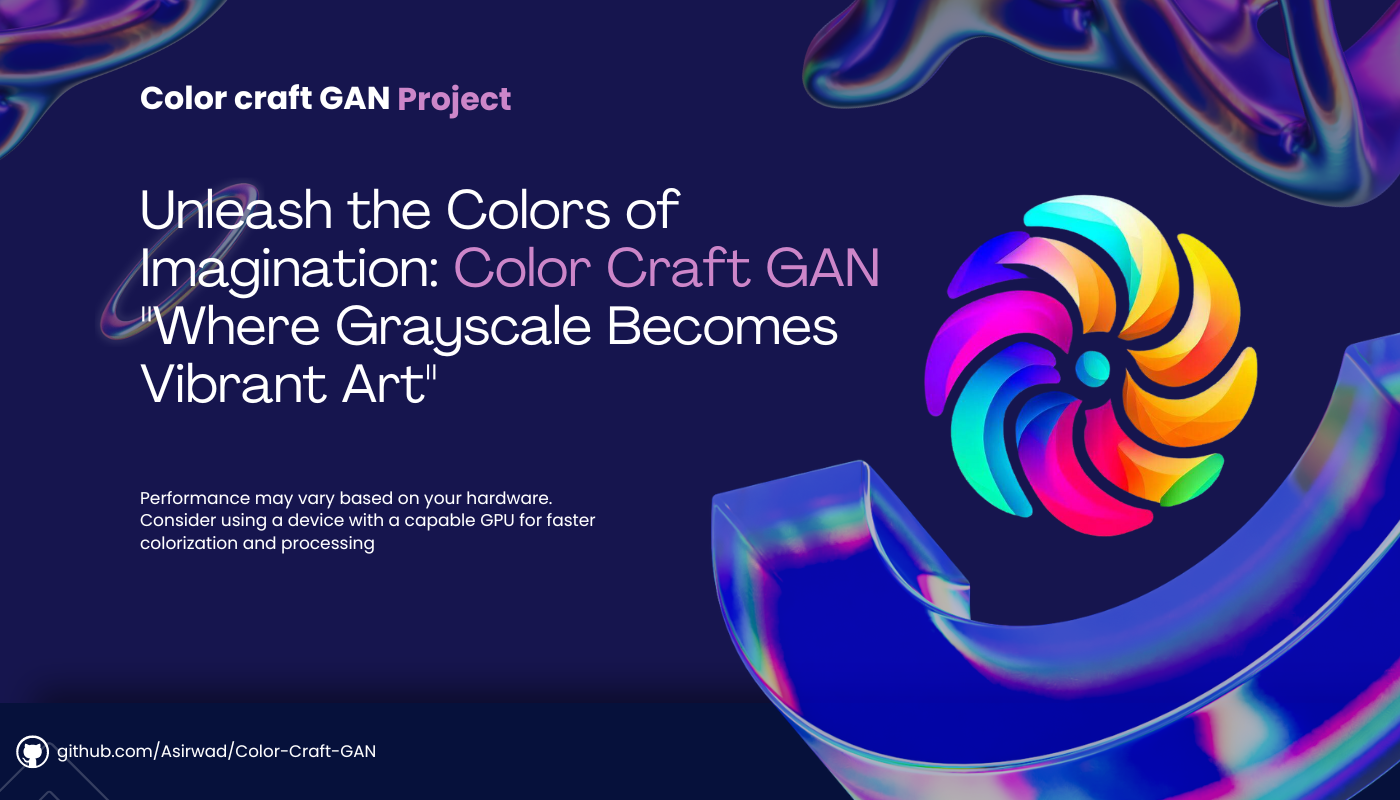 Color craft GAN Project
Unleash the Colors of
Imagination: Color Craft GAN
"Where Grayscale Becomes
Vibrant Art"
Performance may vary based on your hardware.
Consider using a device with a capable GPU for faster
colorization and processing
github.com/Asirwad/Color-Craft-GAN